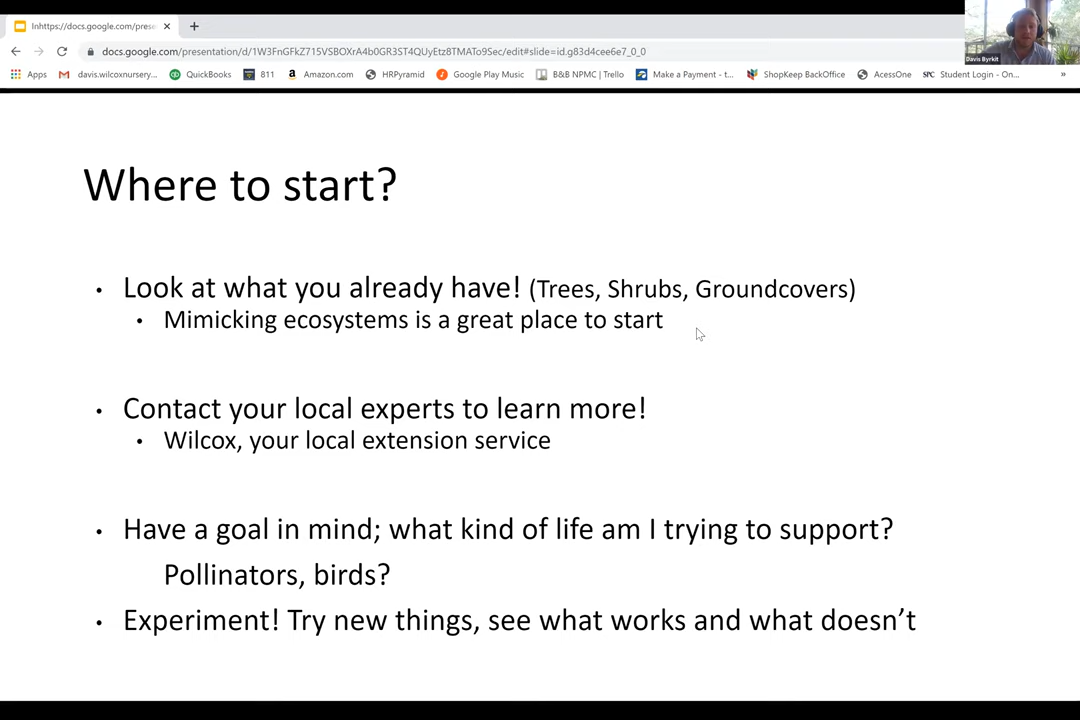 Inhttps://docs.google.com/prese
docs.google.com/presentation/d/1W3FnGFkZ715VSBOXrA4b0GR3ST4QUyEtz8TMATo9Sec/edit#slide=id.g83d4cee6e7_0_0
Apps davis.wilcoxnursery... QuickBooks 811 Amazon.com HRPyramid Google Play Music B&B NPMC | Trello Make a Payment - t... ShopKeep BackOffice AcessOne SPC Student Login - On... »
Davis Byrkit
Where to start?
• Look at what you already have! (Trees, Shrubs, Groundcovers)
• Mimicking ecosystems is a great place to start
• Contact your local experts to learn more!
• Wilcox, your local extension service
• Have a goal in mind; what kind of life am I trying to support?
Pollinators, birds?
• Experiment! Try new things, see what works and what doesn’t